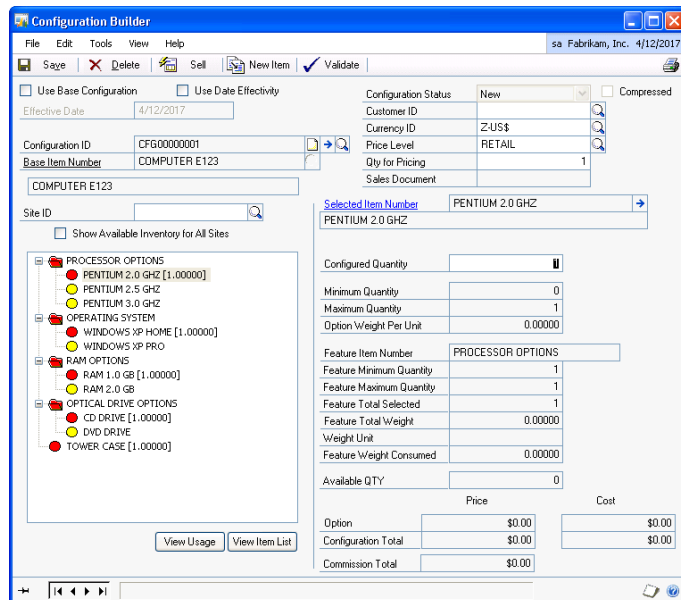 Configuration Builder
File Edit Tools View Help
sa Fabrikam, Inc. 4/12/2017
Save Delete Sell New Item Validate
Use Base Configuration Use Date Effectivity
Effective Date 4/12/2017
Configuration ID CFG00000001
Base Item Number COMPUTER E123
COMPUTER E123
Site ID
Show Available Inventory for All Sites
PROCESSOR OPTIONS
PENTIUM 2.0 GHZ [1.00000]
PENTIUM 2.5 GHZ
PENTIUM 3.0 GHZ
OPERATING SYSTEM
WINDOWS XP HOME [1.00000]
WINDOWS XP PRO
RAM OPTIONS
RAM 1.0 GB [1.00000]
RAM 2.0 GB
OPTICAL DRIVE OPTIONS
CD DRIVE [1.00000]
DVD DRIVE
TOWER CASE [1.00000]
View Usage View Item List
Configuration Status New Compressed
Customer ID
Currency ID Z-US$
Price Level RETAIL
Qty for Pricing 1
Sales Document
Selected Item Number PENTIUM 2.0 GHZ
PENTIUM 2.0 GHZ
Configured Quantity 1
Minimum Quantity 0
Maximum Quantity 1
Option Weight Per Unit 0.00000
Feature Item Number PROCESSOR OPTIONS
Feature Minimum Quantity 1
Feature Maximum Quantity 1
Feature Total Selected 1
Feature Total Weight 0.00000
Weight Unit
Feature Weight Consumed 0.00000
Available QTY 0
Price Cost
Option $0.00 $0.00
Configuration Total $0.00 $0.00
Commission Total $0.00